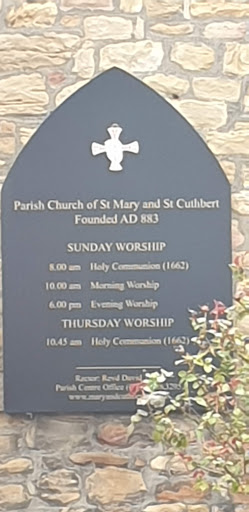 Parish Church of St Mary and St Cuthbert
Founded AD 883
SUNDAY WORSHIP
8.00 am Holy Communion (1662)
10.00 am Morning Worship
6.00 pm Evening Worship
THURSDAY WORSHIP
10.45 am Holy Communion (1662)
Rector: Revd David
Parish Centre Office